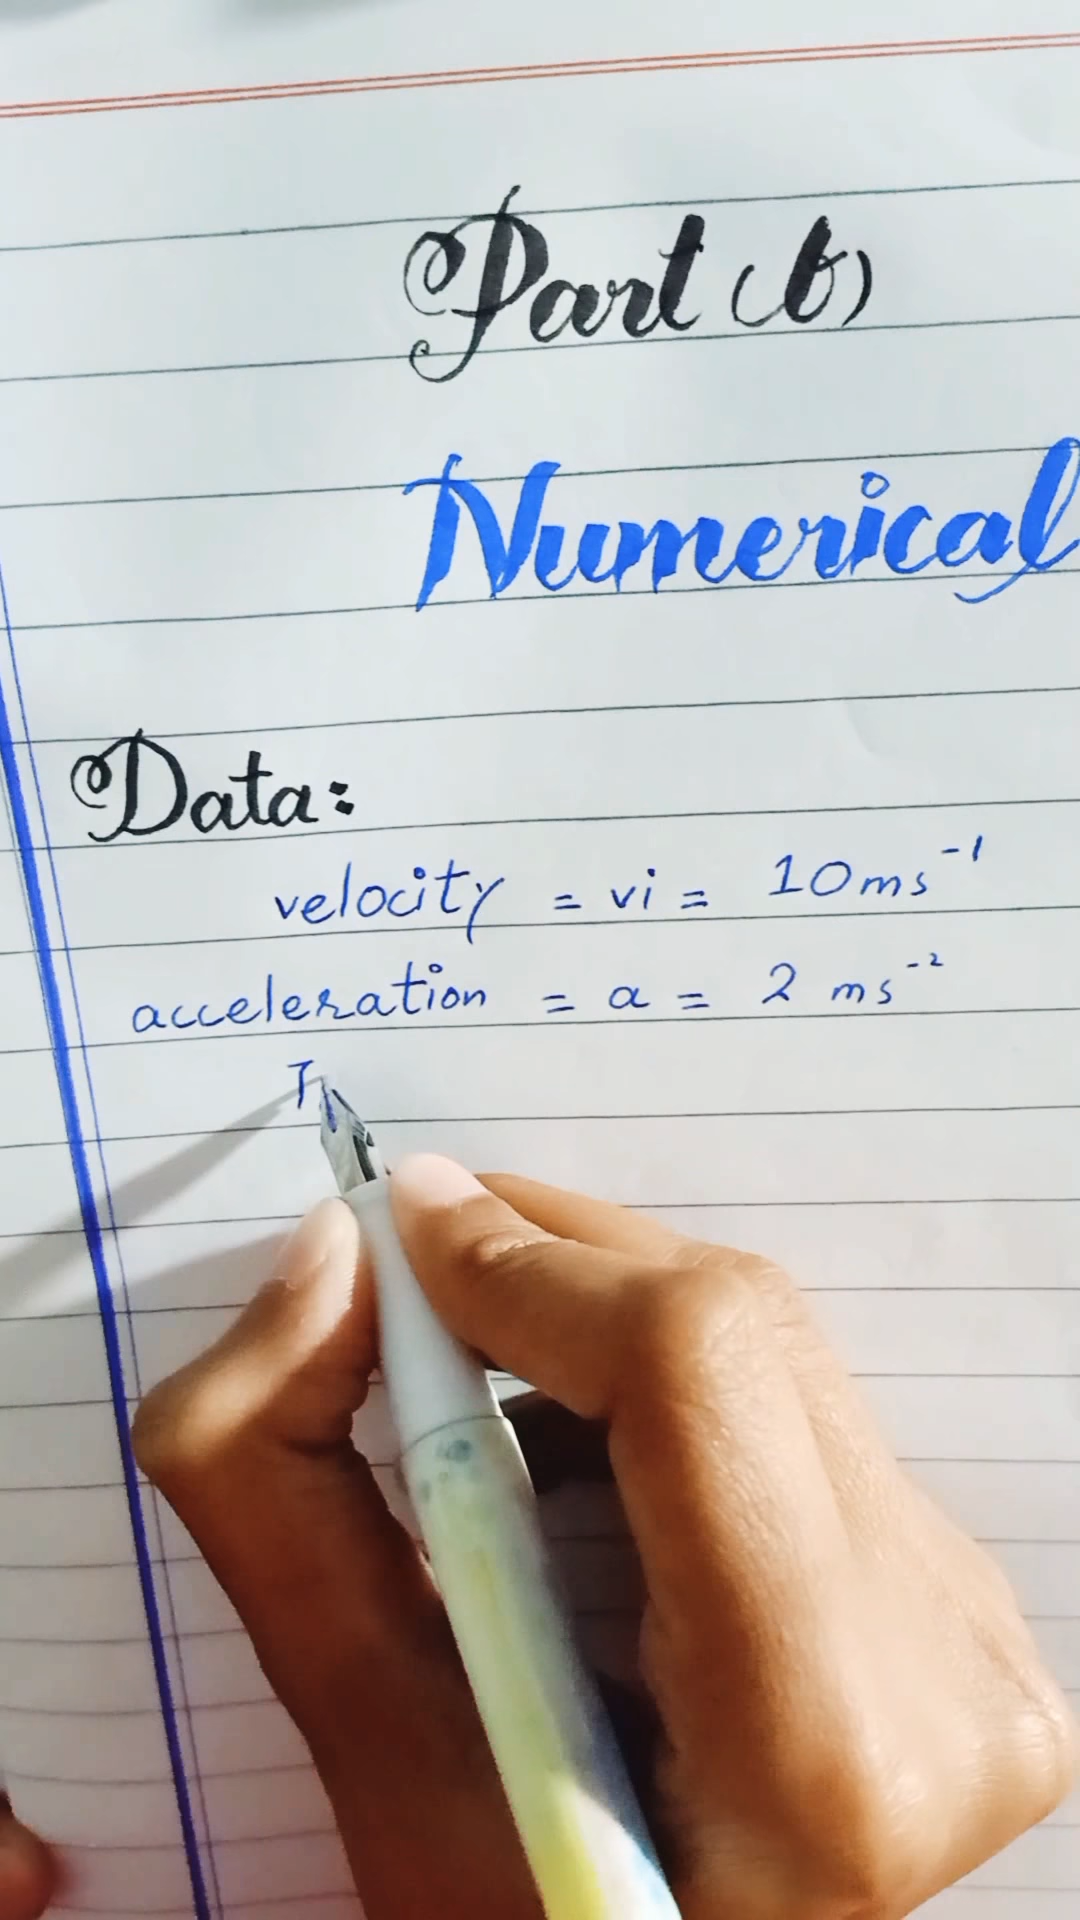 Part (b)
Numerical
Data:
velocity = vi = 10ms⁻¹
acceleration = a = 2 ms⁻²
T